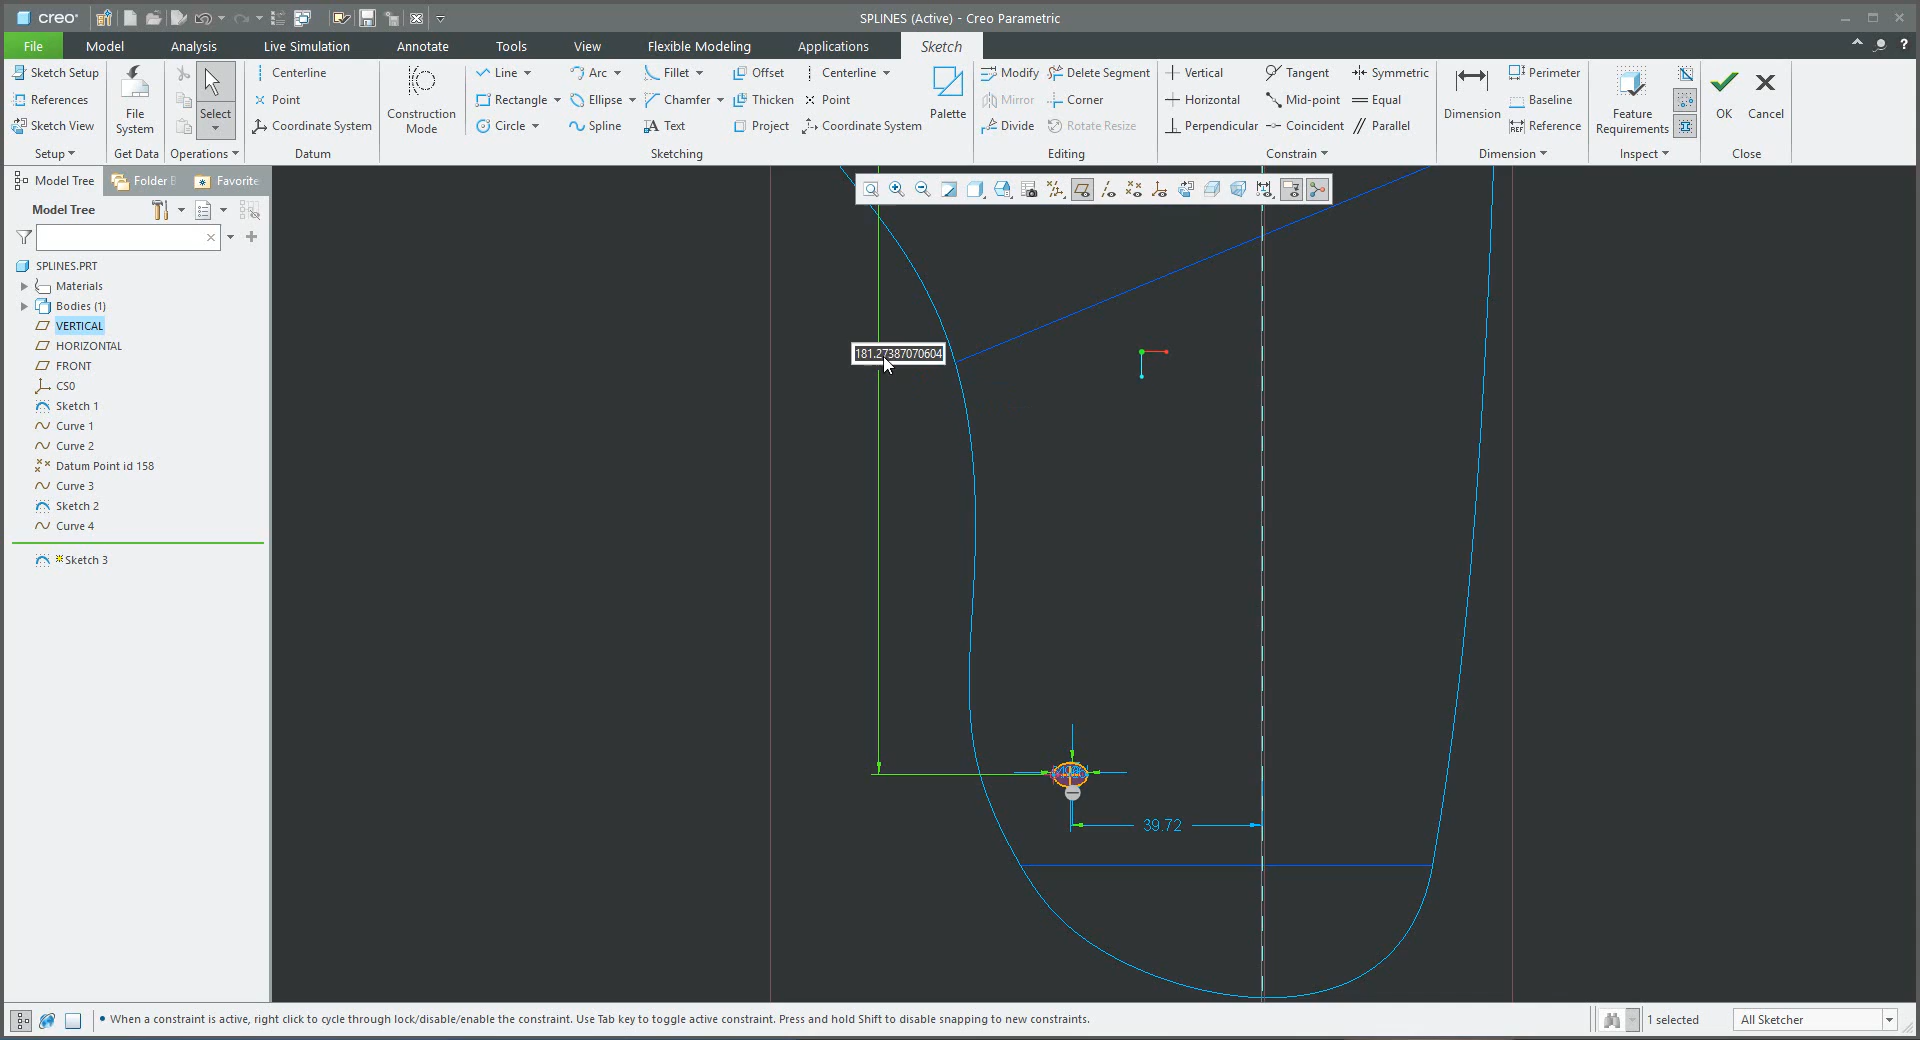 creo
SPLINES (Active) - Creo Parametric
File Model Analysis Live Simulation Annotate Tools View Flexible Modeling Applications Sketch
Sketch Setup
References
Sketch View
Setup
File System
Get Data
Select
Operations
Centerline
Point
Coordinate System
Datum
Construction Mode
Line Arc Fillet Offset Centerline
Rectangle Ellipse Chamfer Thicken Point
Circle Spline Text Project Coordinate System
Palette
Sketching
Modify Delete Segment
Mirror Corner
Divide Rotate Resize
Editing
Vertical Tangent Symmetric
Horizontal Mid-point Equal
Perpendicular Coincident Parallel
Constrain
Dimension
Perimeter
Baseline
Reference
Dimension
Feature Requirements
Inspect
OK
Cancel
Close
Model Tree Folder B Favorite
Model Tree
SPLINES.PRT
Materials
Bodies (1)
VERTICAL
HORIZONTAL
FRONT
CS0
Sketch 1
Curve 1
Curve 2
Datum Point id 158
Curve 3
Sketch 2
Curve 4
Sketch 3
181.27387070604
39.72
When a constraint is active, right click to cycle through lock/disable/enable the constraint. Use Tab key to toggle active constraint. Press and hold Shift to disable snapping to new constraints.
1 selected
All Sketcher